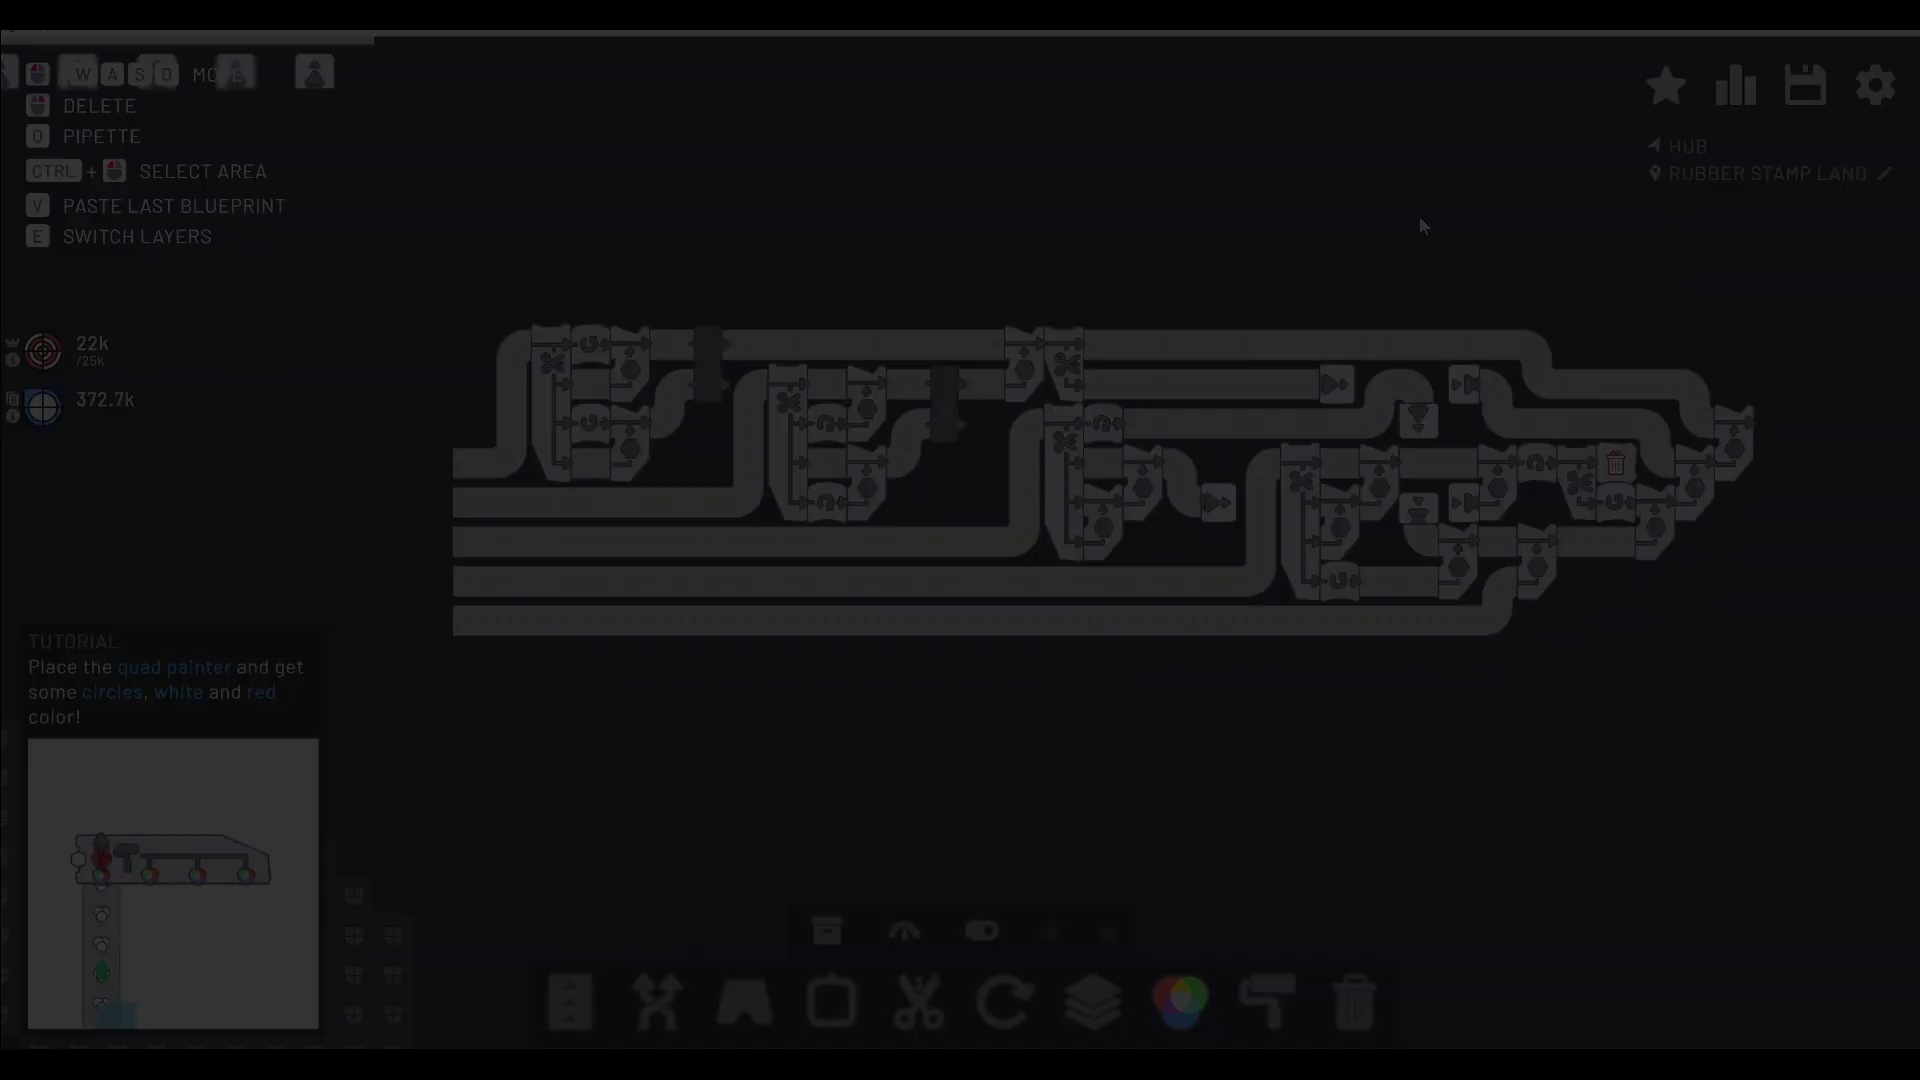 W A S D MOVE
DELETE
Q PIPETTE
CTRL + SELECT AREA
V PASTE LAST BLUEPRINT
E SWITCH LAYERS
HUB
RUBBER STAMP LAND
22k
/25k
372.7k
TUTORIAL
Place the quad painter and get
some circles, white and red
color!